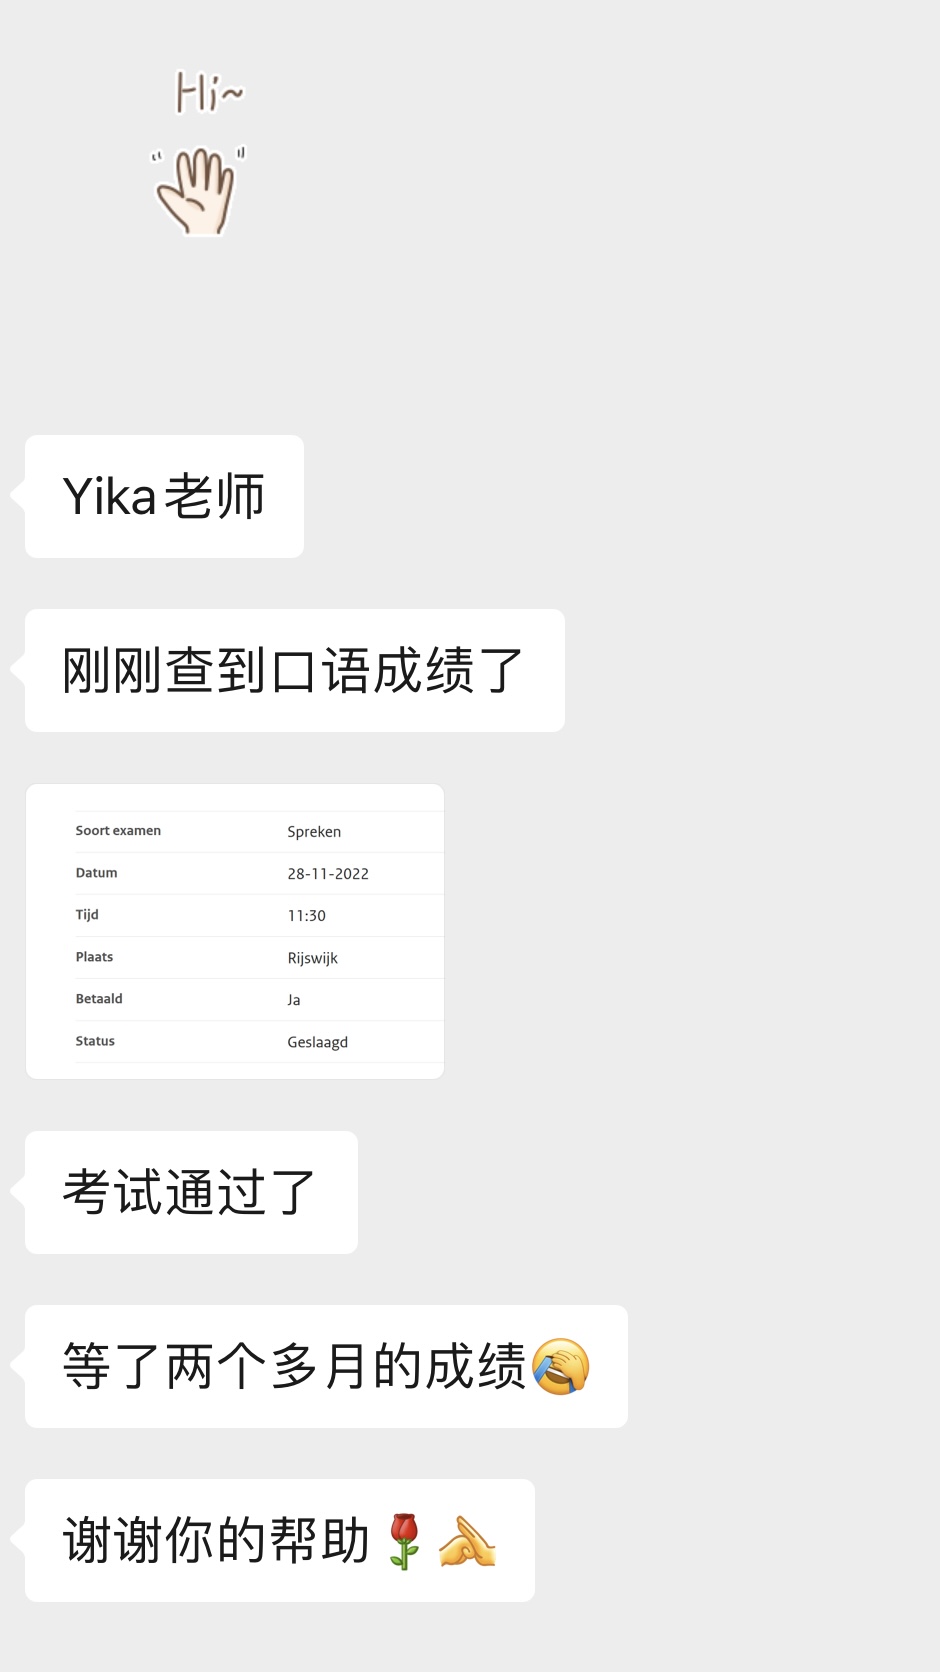 Hi~
Yika老师
刚刚查到口语成绩了
Soort examen Spreken
Datum 28-11-2022
Tijd 11:30
Plaats Rijswijk
Betaald Ja
Status Geslaagd
考试通过了
等了两个多月的成绩🤣
谢谢你的帮助🌹